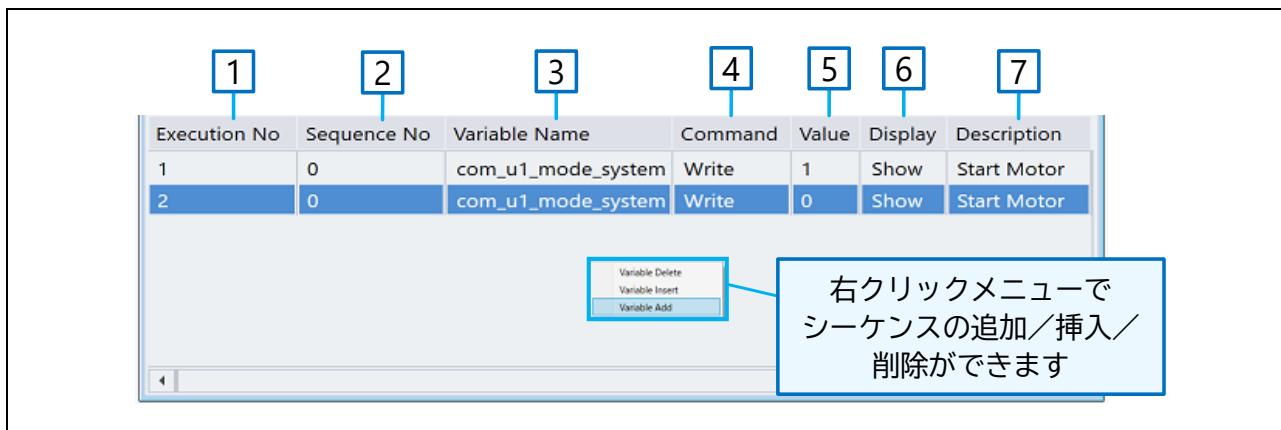 1 2 3 4 5 6 7
Execution No Sequence No Variable Name Command Value Display Description
1 0 com_u1_mode_system Write 1 Show Start Motor
2 0 com_u1_mode_system Write 0 Show Start Motor
Variable Delete
Variable Insert
Variable Add
右クリックメニューで
シーケンスの追加／挿入／
削除ができます